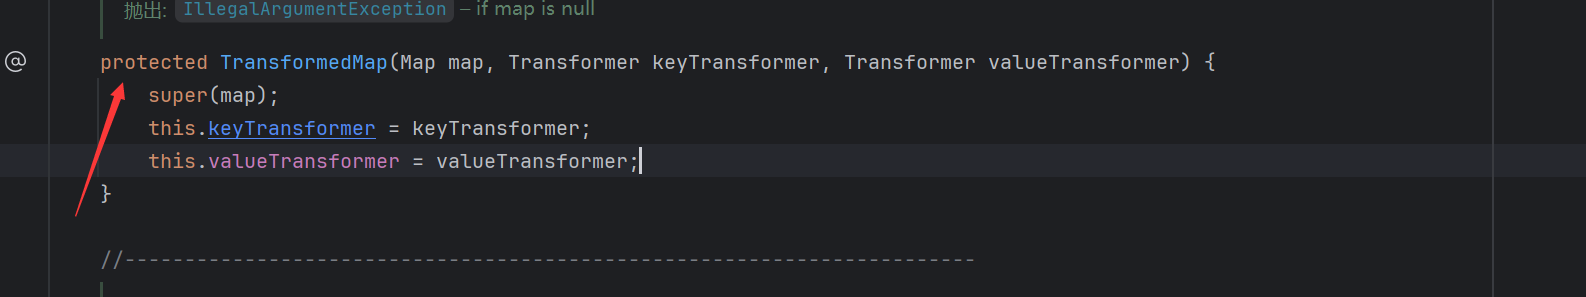 抛出: IllegalArgumentException – if map is null
@
protected TransformedMap(Map map, Transformer keyTransformer, Transformer valueTransformer) {
super(map);
this.keyTransformer = keyTransformer;
this.valueTransformer = valueTransformer;
}
//-----------------------------------------------------------------------